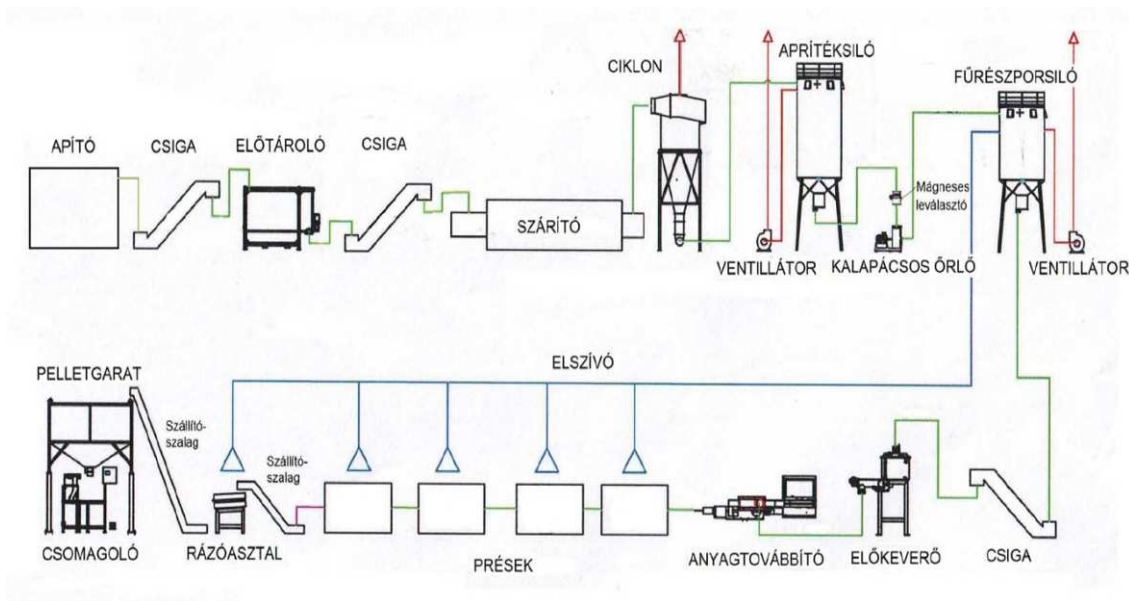 APÍTÓ
CSIGA
ELŐTÁROLÓ
CSIGA
SZÁRÍTÓ
CIKLON
APRÍTÉKSILÓ
FŰRÉSZPORSILÓ
Mágneses
leválasztó
VENTILLÁTOR
KALAPÁCSOS ŐRLŐ
VENTILLÁTOR
ELSZÍVÓ
PELLETGARAT
Szállító-
szalag
Szállító-
szalag
CSOMAGOLÓ
RÁZÓASZTAL
PRÉSEK
ANYAGTOVÁBBÍTÓ
ELŐKEVERŐ
CSIGA